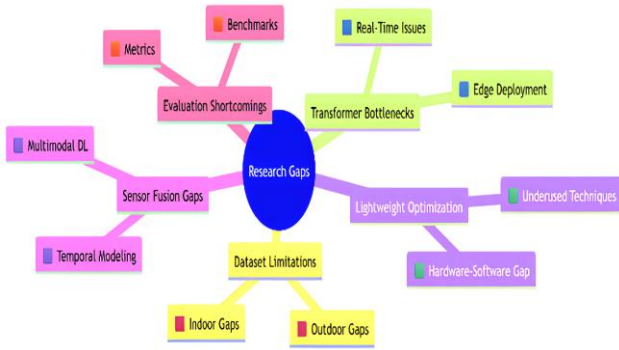 Benchmarks
Real-Time Issues
Metrics
Edge Deployment
Evaluation Shortcomings
Transformer Bottlenecks
Multimodal DL
Research Gaps
Sensor Fusion Gaps
Lightweight Optimization
Underused Techniques
Temporal Modeling
Dataset Limitations
Hardware-Software Gap
Indoor Gaps
Outdoor Gaps